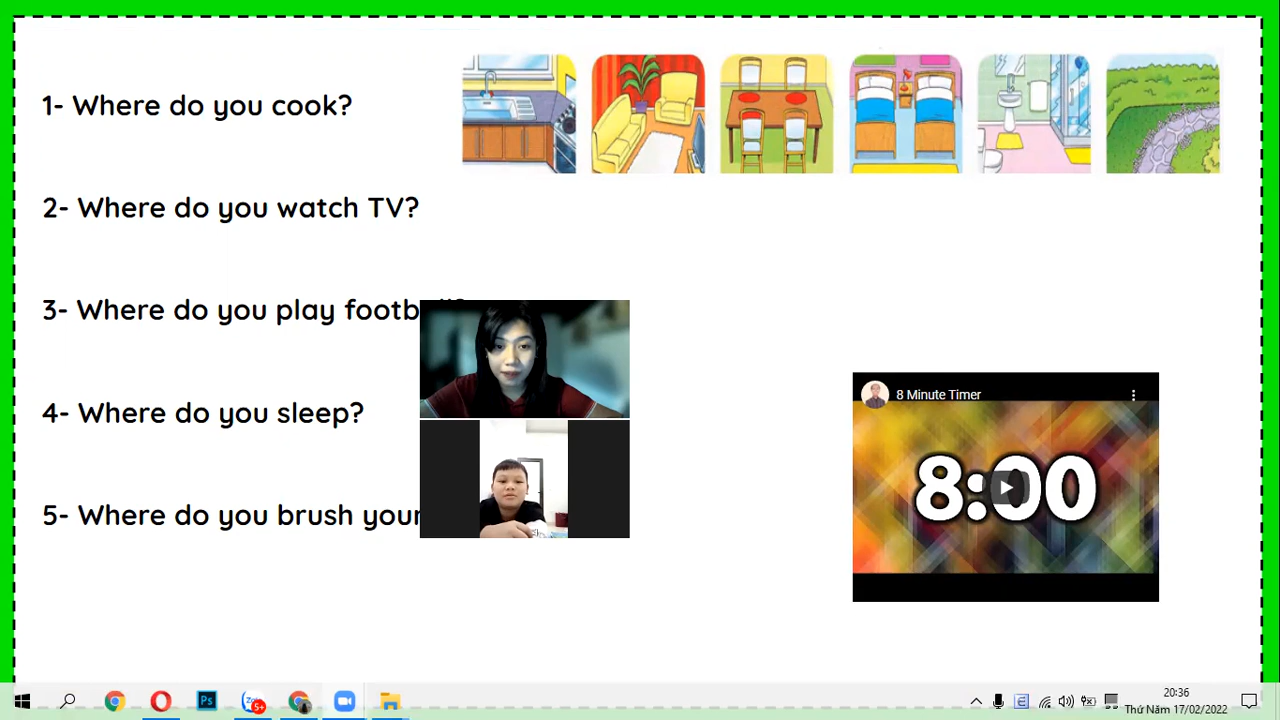 1- Where do you cook?
2- Where do you watch TV?
3- Where do you play
4- Where do you sleep?
5- Where do you brush your
8 Minute Timer
8:00
Ps
5+
20:36
Thứ Năm 17/02/2022